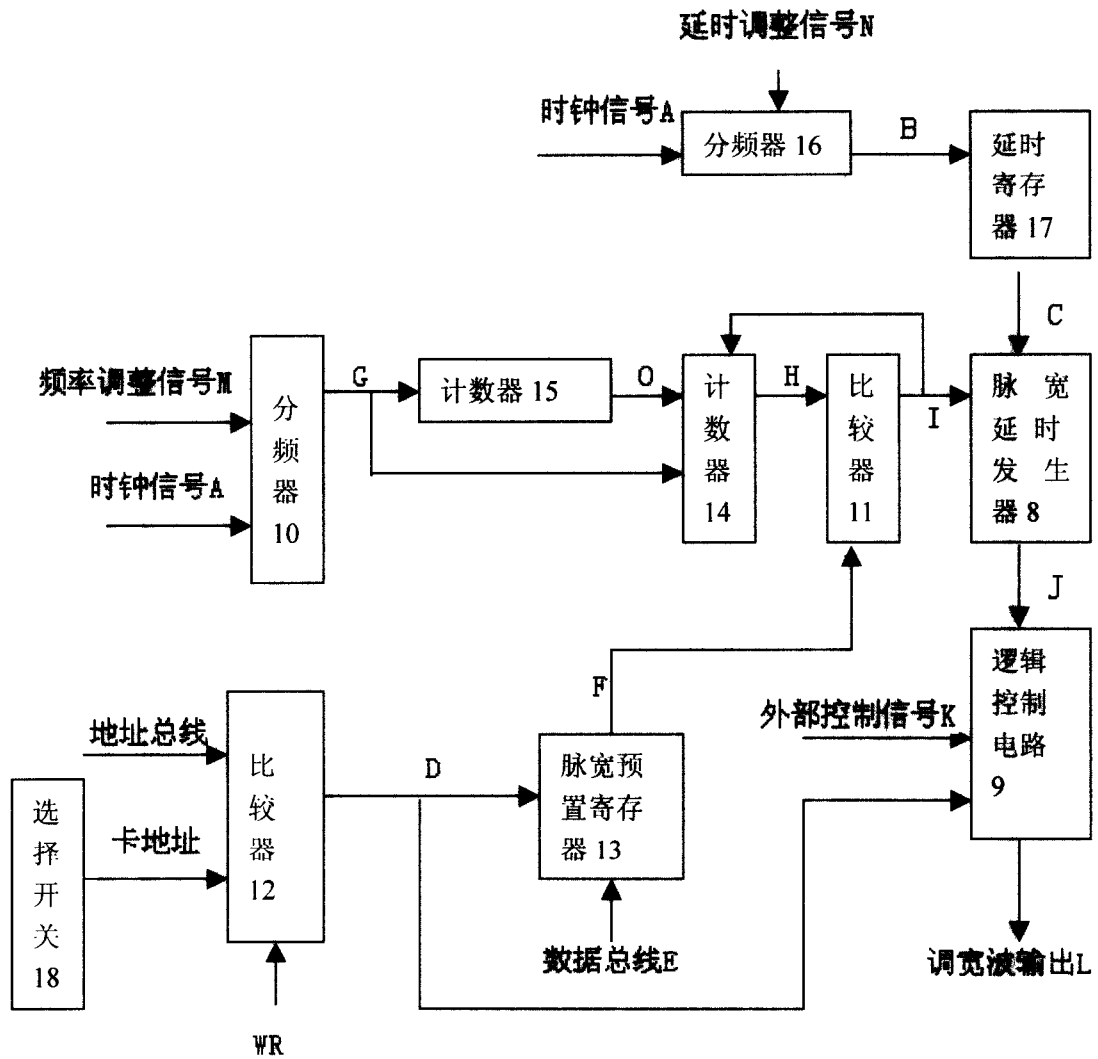 延时调整信号N
时钟信号A
分频器 16
B
延时
寄存
器 17
C
频率调整信号M
时钟信号A
分
频
器
10
G
计数器 15
O
计
数
器
14
H
比
较
器
11
I
脉 宽
延 时
发 生
器 8
J
地址总线
卡地址
选
择
开
关
18
比
较
器
12
WR
D
F
脉宽预
置寄存
器 13
数据总线E
外部控制信号K
逻辑
控制
电路
9
调宽波输出L